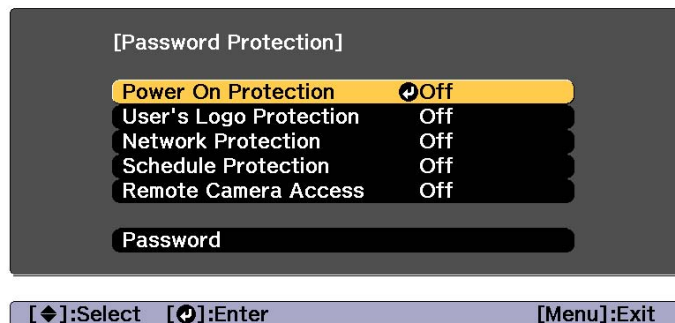 [Password Protection]
Power On Protection Off
User's Logo Protection Off
Network Protection Off
Schedule Protection Off
Remote Camera Access Off
Password
[◆]:Select [↵]:Enter [Menu]:Exit